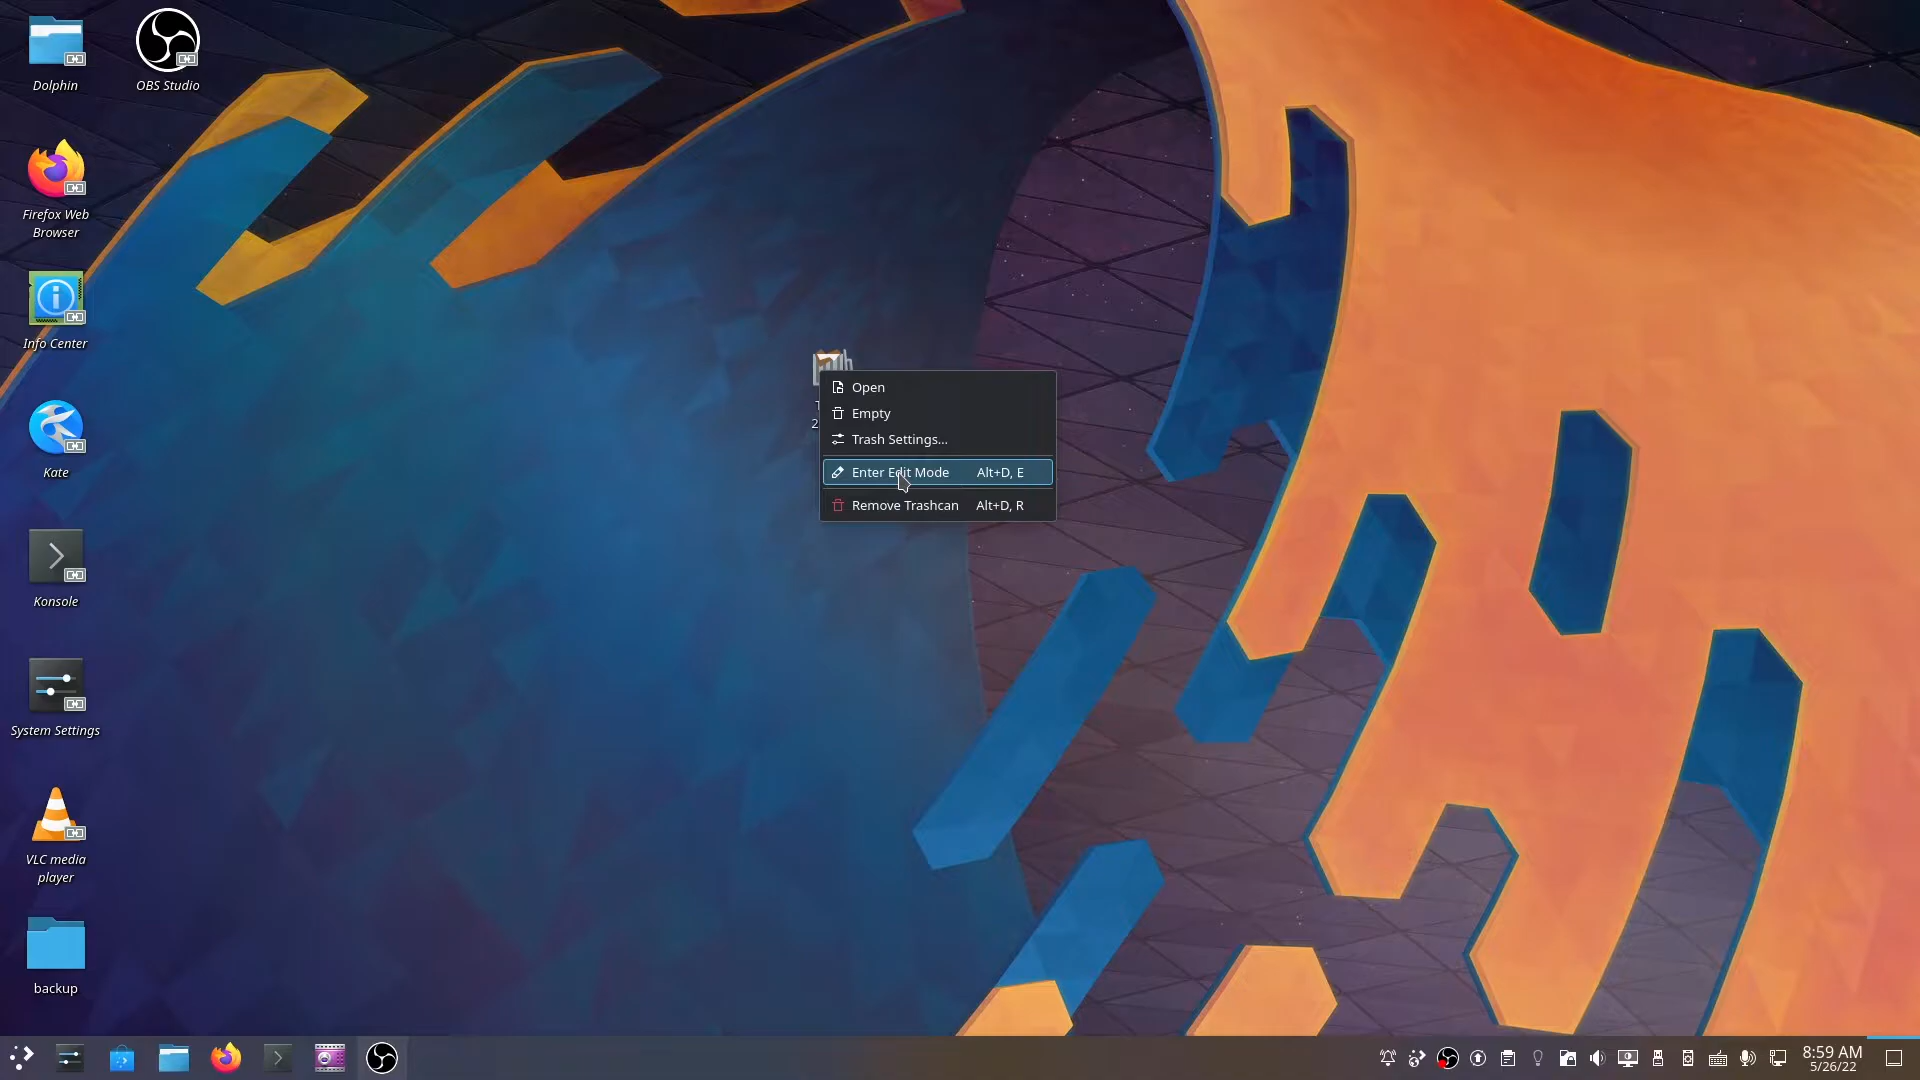 Dolphin
OBS Studio
Firefox Web
Browser
Info Center
Kate
Konsole
System Settings
VLC media
player
backup
Open
Empty
Trash Settings...
Enter Edit Mode Alt+D, E
Remove Trashcan Alt+D, R
8:59 AM
5/26/22